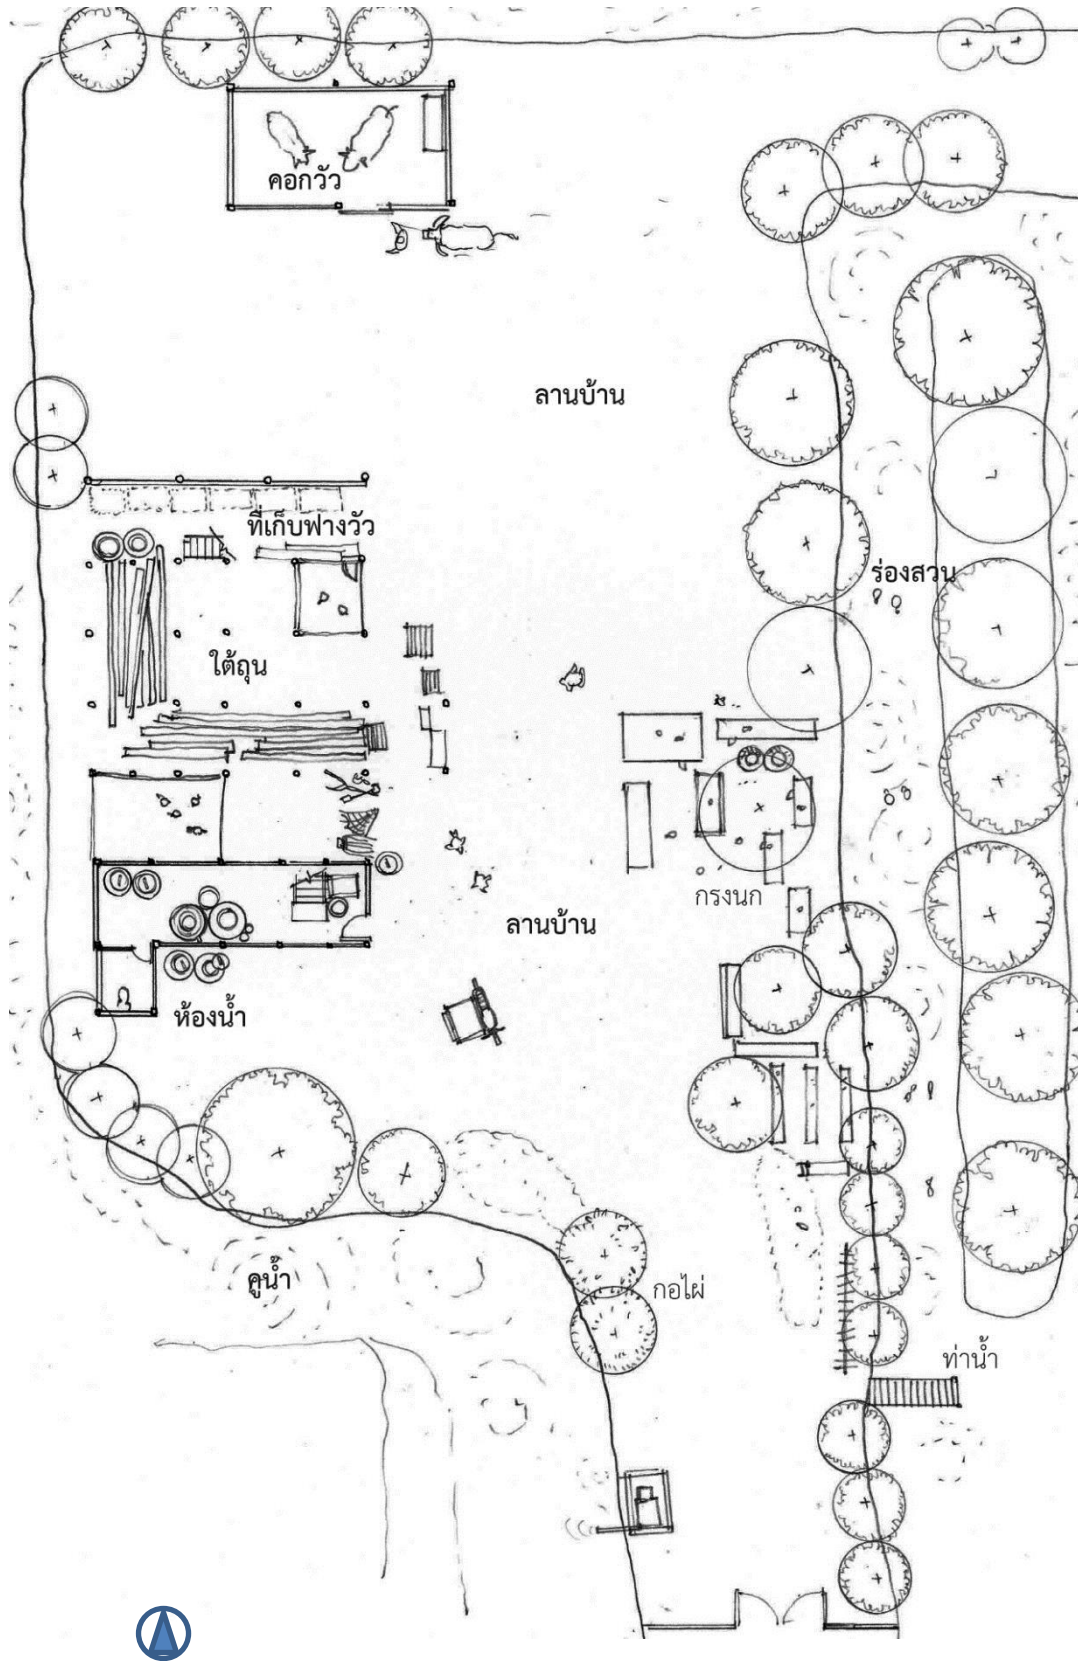 คอกวัว
ลานบ้าน
ที่เก็บฟางวัว
ร่องสวน
ใต้ถุน
กรงนก
ลานบ้าน
ห้องน้ำ
คูน้ำ
กอไผ่
ท่าน้ำ